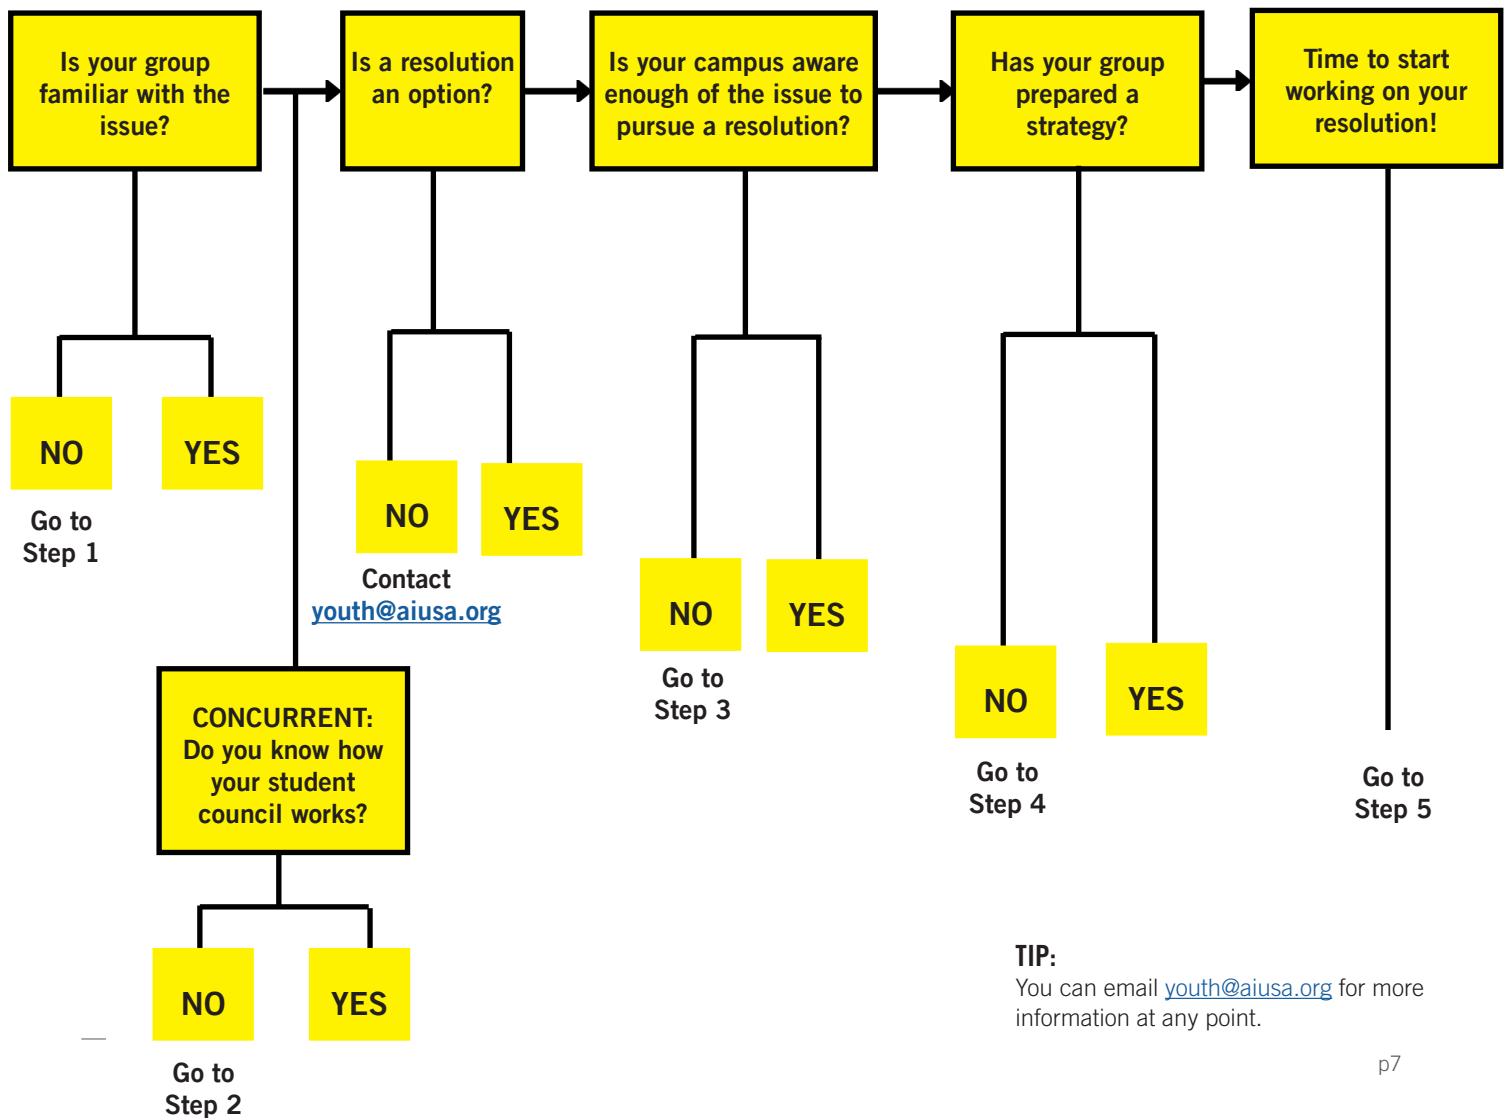 Is your group
familiar with the
issue?
Is a resolution
an option?
Is your campus aware
enough of the issue to
pursue a resolution?
Has your group
prepared a
strategy?
Time to start
working on your
resolution!
NO
YES
Go to
Step 1
NO
YES
Contact
youth@aiusa.org
NO
YES
Go to
Step 3
NO
YES
Go to
Step 4
Go to
Step 5
CONCURRENT:
Do you know how
your student
council works?
NO
YES
Go to
Step 2
TIP:
You can email youth@aiusa.org for more
information at any point.
p7